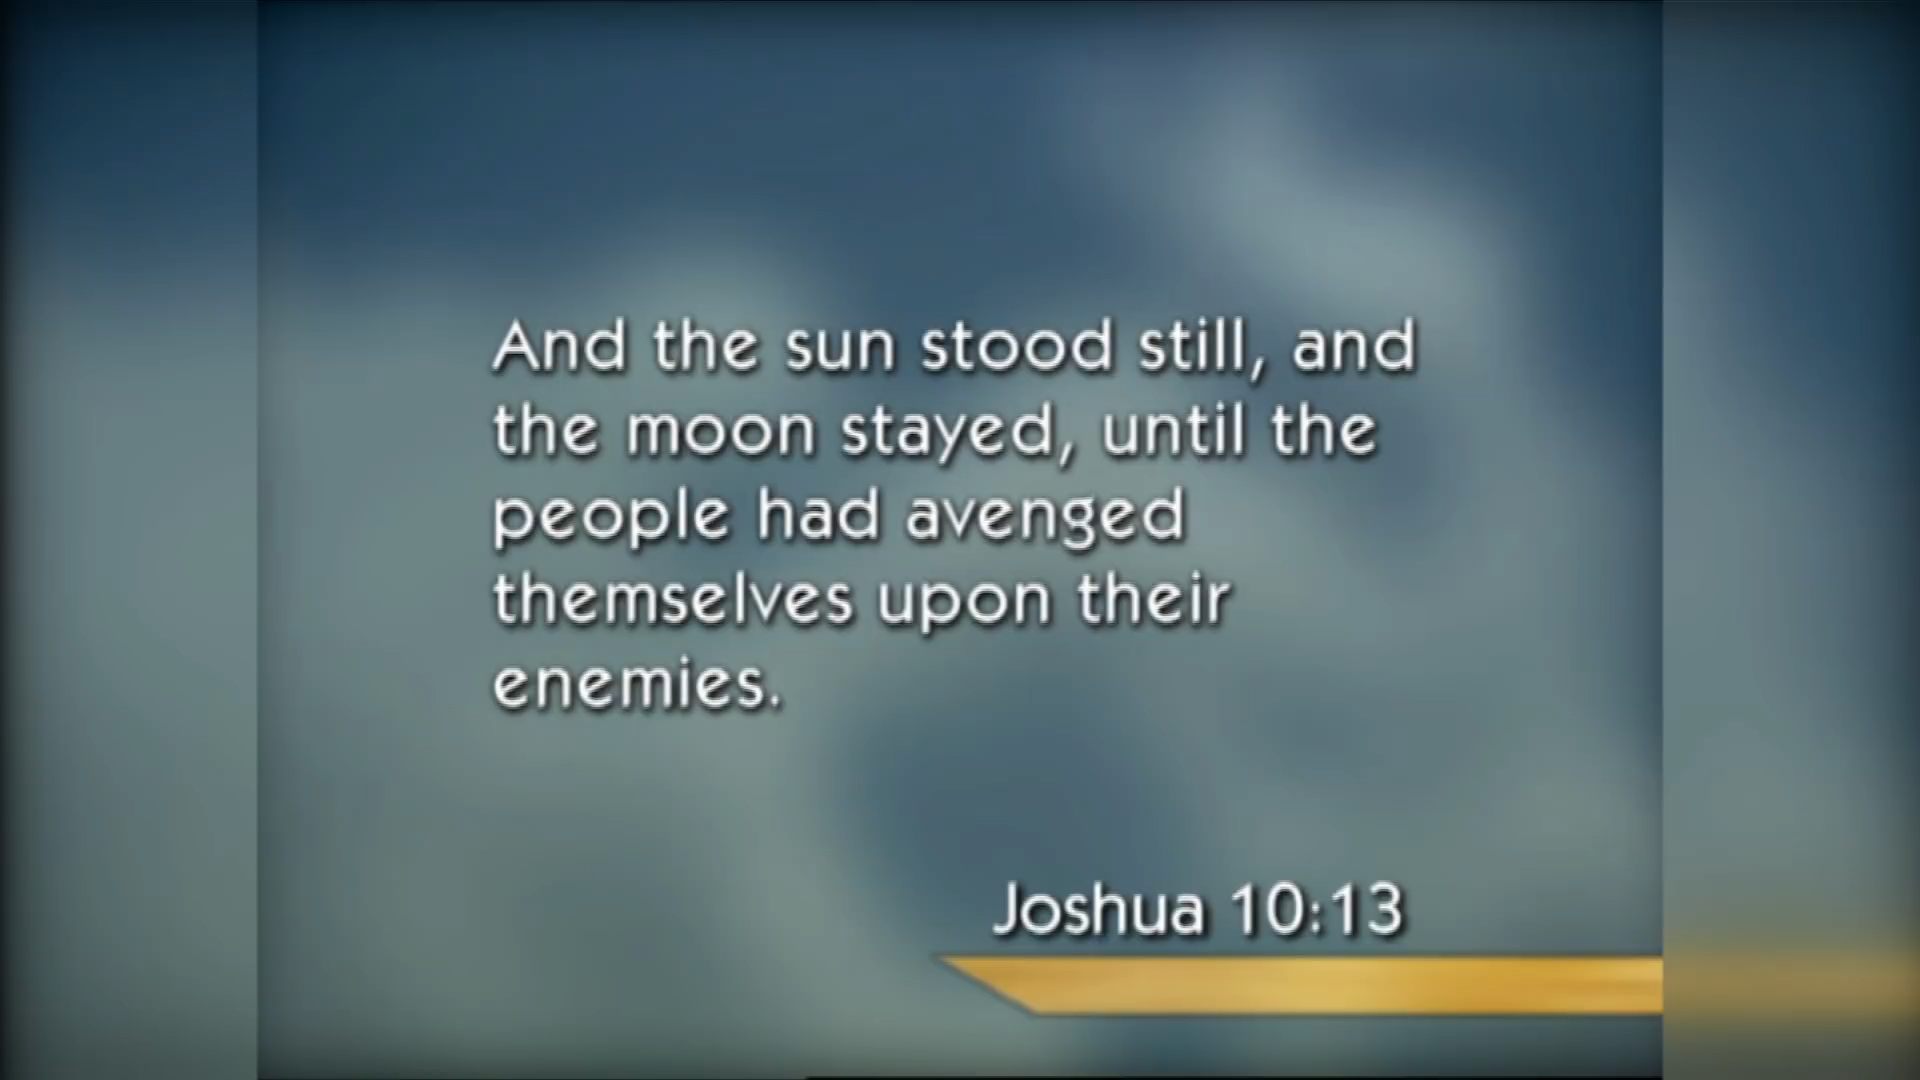 And the sun stood still, and
the moon stayed, until the
people had avenged
themselves upon their
enemies.
Joshua 10:13